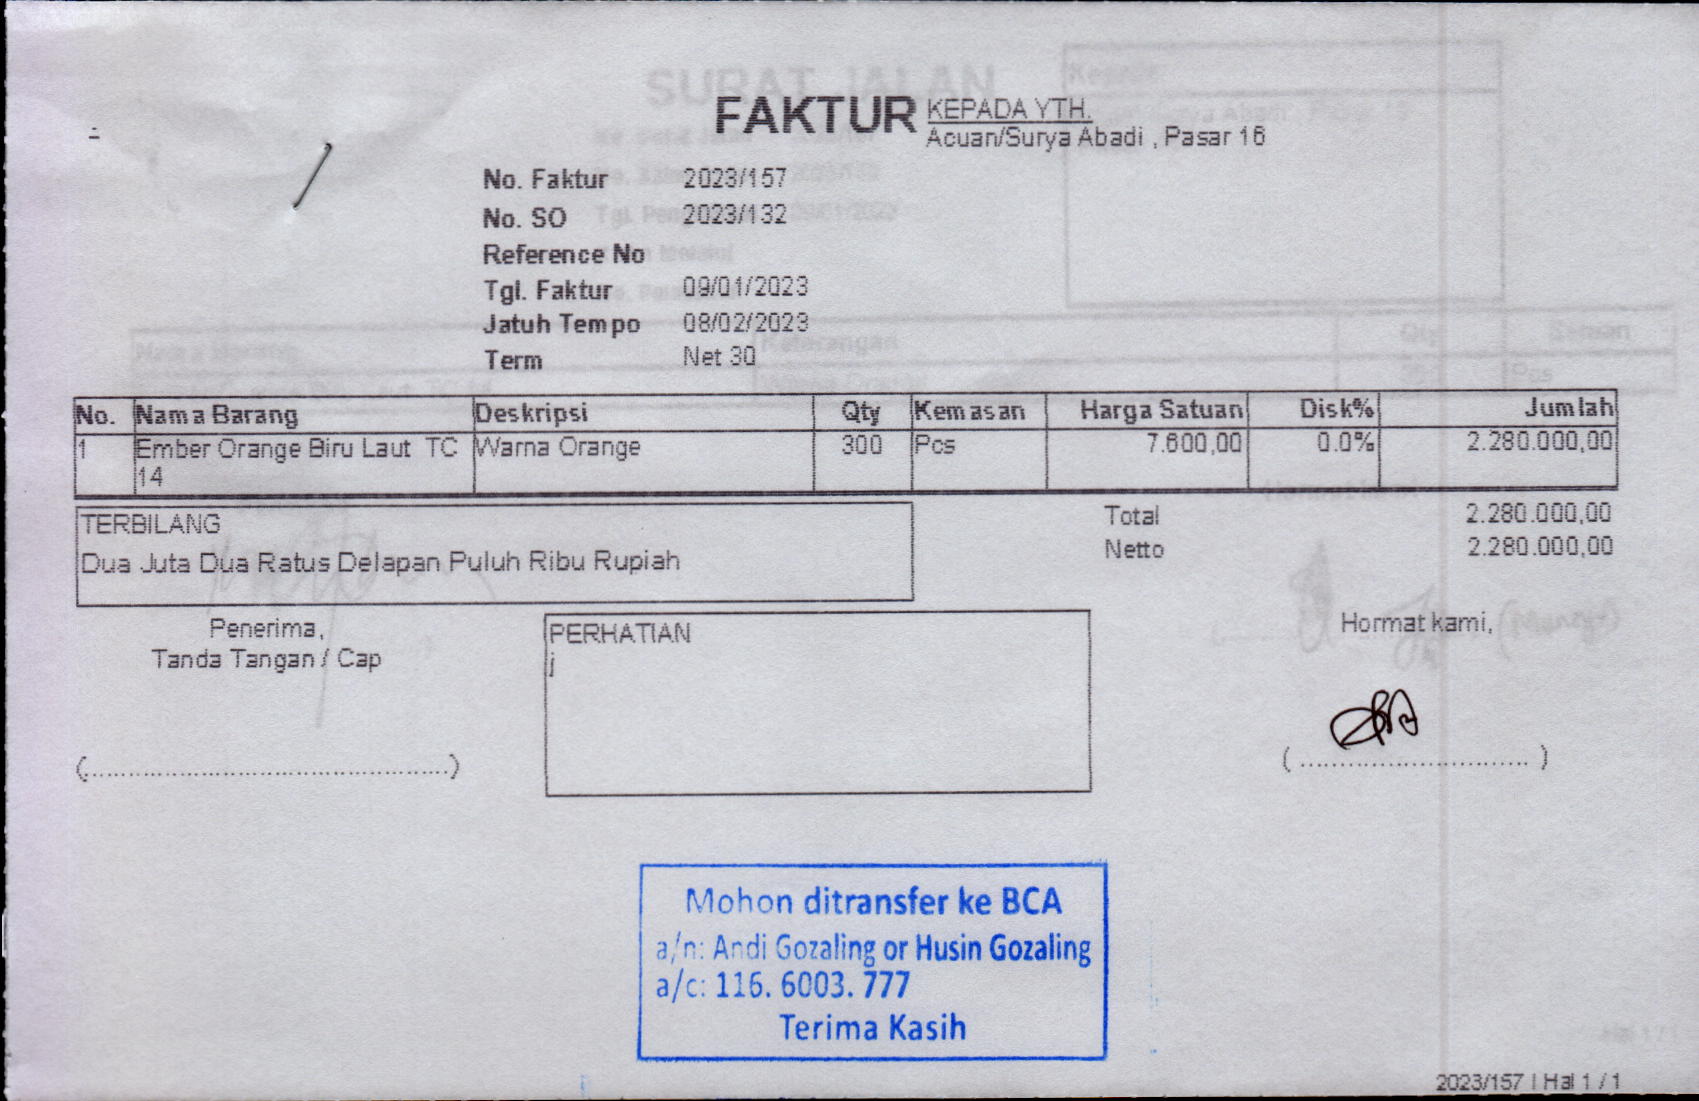 FAKTUR
KEPADA YTH.
Acuan/Surya Abadi , Pasar 16
No. Faktur 2023/157
No. SO 2023/132
Reference No
Tgl. Faktur 09/01/2023
Jatuh Tempo 08/02/2023
Term Net 30
No. Nama Barang Deskripsi Qty Kemasan Harga Satuan Disk% Jumlah
1 Ember Orange Biru Laut TC Warna Orange 300 Pcs 7.600,00 0.0% 2.280.000,00
14
TERBILANG
Dua Juta Dua Ratus Delapan Puluh Ribu Rupiah
Total 2.280.000,00
Netto 2.280.000,00
Penerima,
Tanda Tangan / Cap
(....................................................)
PERHATIAN
j
Hormat kami,
( ................................. )
Mohon ditransfer ke BCA
a/n: Andi Gozaling or Husin Gozaling
a/c: 116. 6003. 777
Terima Kasih
2023/157 | Hal 1 / 1